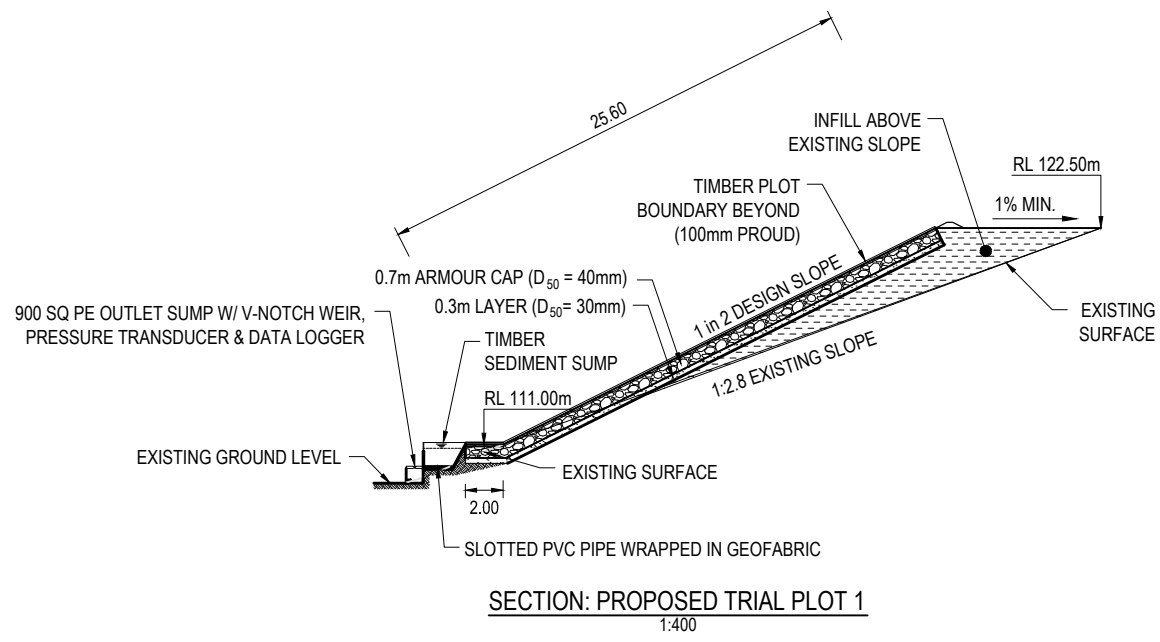 25.60
INFILL ABOVE
EXISTING SLOPE
RL 122.50m
1% MIN.
TIMBER PLOT
BOUNDARY BEYOND
(100mm PROUD)
0.7m ARMOUR CAP (D50 = 40mm)
0.3m LAYER (D50= 30mm)
1 in 2 DESIGN SLOPE
1:2.8 EXISTING SLOPE
EXISTING
SURFACE
900 SQ PE OUTLET SUMP W/ V-NOTCH WEIR,
PRESSURE TRANSDUCER & DATA LOGGER
TIMBER
SEDIMENT SUMP
RL 111.00m
EXISTING GROUND LEVEL
EXISTING SURFACE
2.00
SLOTTED PVC PIPE WRAPPED IN GEOFABRIC
SECTION: PROPOSED TRIAL PLOT 1
1:400